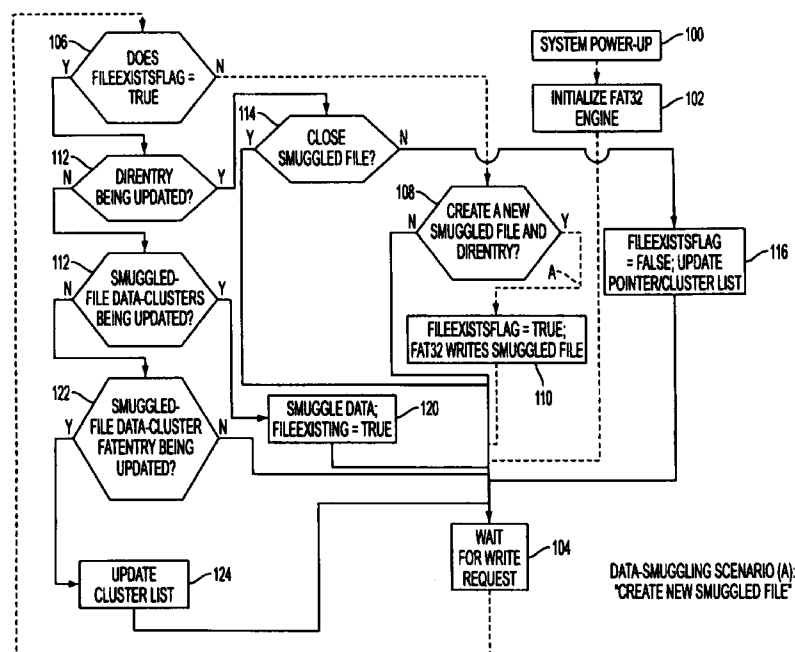 106
DOES
FILEEXISTSFLAG =
TRUE
Y
N
SYSTEM POWER-UP
100
INITIALIZE FAT32
ENGINE
102
114
CLOSE
SMUGGLED FILE?
Y
N
112
DIRENTRY
BEING UPDATED?
N
Y
108
CREATE A NEW
SMUGGLED FILE AND
DIRENTRY?
N
Y
A
FILEEXISTSFLAG
= FALSE; UPDATE
POINTER/CLUSTER LIST
116
112
SMUGGLED-
FILE DATA-CLUSTERS
BEING UPDATED?
N
Y
FILEEXISTSFLAG = TRUE;
FAT32 WRITES SMUGGLED FILE
110
122
SMUGGLED-
FILE DATA-CLUSTER
FATENTRY BEING
UPDATED?
Y
N
SMUGGLE DATA;
FILEEXISTING = TRUE
120
WAIT
FOR WRITE
REQUEST
104
UPDATE
CLUSTER LIST
124
DATA-SMUGGLING SCENARIO (A):
"CREATE NEW SMUGGLED FILE"